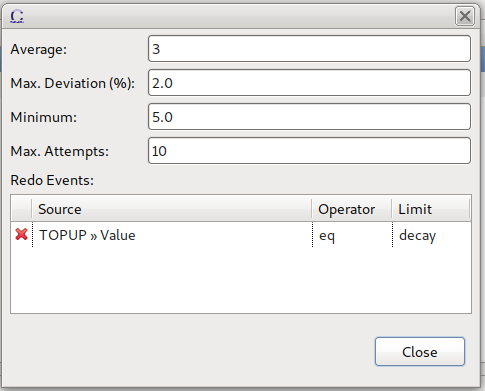 Average: 3
Max. Deviation (%): 2.0
Minimum: 5.0
Max. Attempts: 10
Redo Events:
Source Operator Limit
TOPUP » Value eq decay
Close